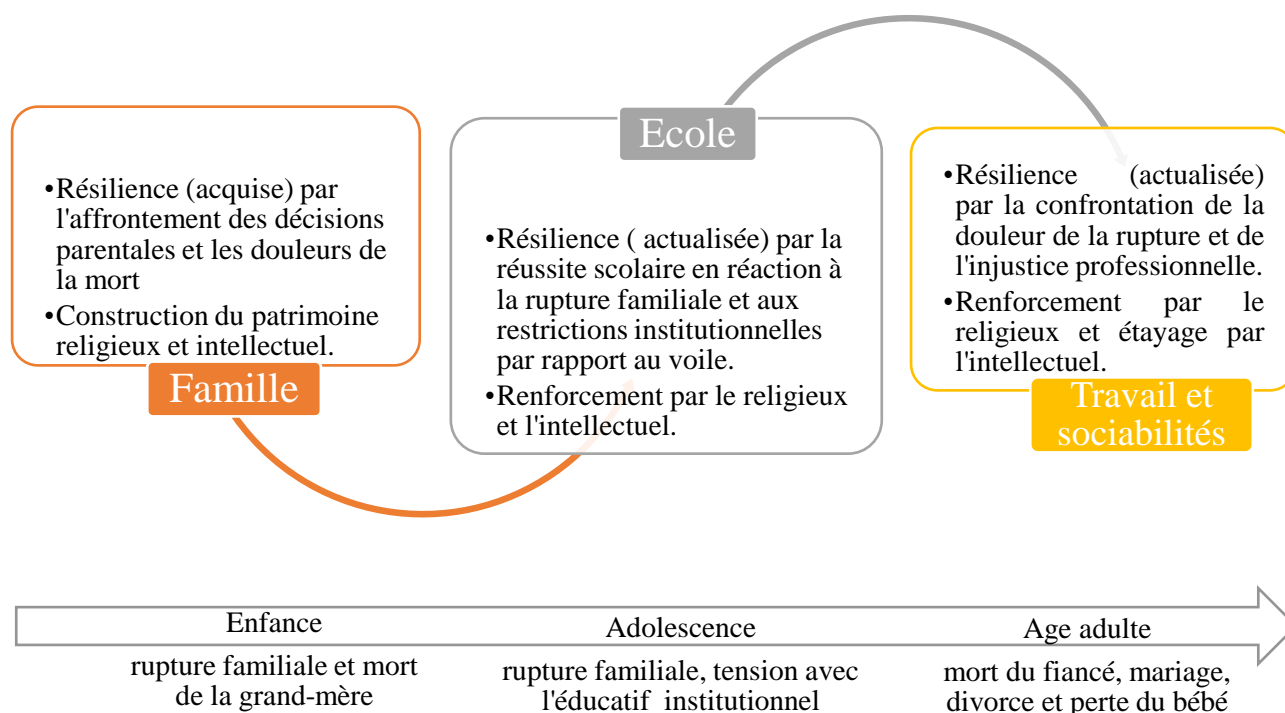 •Résilience (acquise) par
l'affrontement des décisions
parentales et les douleurs de
la mort
•Construction du patrimoine
religieux et intellectuel.
Famille
Ecole
•Résilience ( actualisée) par la
réussite scolaire en réaction à
la rupture familiale et aux
restrictions institutionnelles
par rapport au voile.
•Renforcement par le religieux
et l'intellectuel.
•Résilience (actualisée)
par la confrontation de la
douleur de la rupture et de
l'injustice professionnelle.
•Renforcement par le
religieux et étayage par
l'intellectuel.
Travail et
sociabilités
Enfance
rupture familiale et mort
de la grand-mère
Adolescence
rupture familiale, tension avec
l'éducatif institutionnel
Age adulte
mort du fiancé, mariage,
divorce et perte du bébé